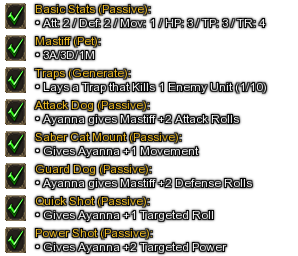 Basic Stats (Passive):
• Att: 2 / Def: 2 / Mov: 1 / HP: 3 / TP: 3 / TR: 4
Mastiff (Pet):
• 3A/3D/1M
Traps (Generate):
• Lays a Trap that Kills 1 Enemy Unit (1/10)
Attack Dog (Passive):
• Ayanna gives Mastiff +2 Attack Rolls
Saber Cat Mount (Passive):
• Gives Ayanna +1 Movement
Guard Dog (Passive):
• Ayanna gives Mastiff +2 Defense Rolls
Quick Shot (Passive):
• Gives Ayanna +1 Targeted Roll
Power Shot (Passive):
• Gives Ayanna +2 Targeted Power